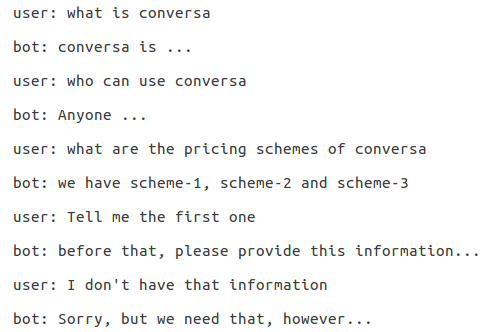 user: what is conversa
bot: conversa is ...
user: who can use conversa
bot: Anyone ...
user: what are the pricing schemes of conversa
bot: we have scheme-1, scheme-2 and scheme-3
user: Tell me the first one
bot: before that, please provide this information...
user: I don't have that information
bot: Sorry, but we need that, however...